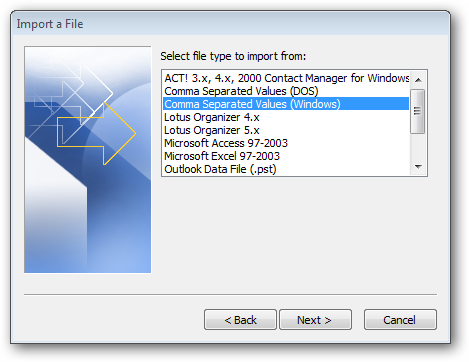 Import a File
Select file type to import from:
ACT! 3.x, 4.x, 2000 Contact Manager for Windows
Comma Separated Values (DOS)
Comma Separated Values (Windows)
Lotus Organizer 4.x
Lotus Organizer 5.x
Microsoft Access 97-2003
Microsoft Excel 97-2003
Outlook Data File (.pst)
< Back
Next >
Cancel